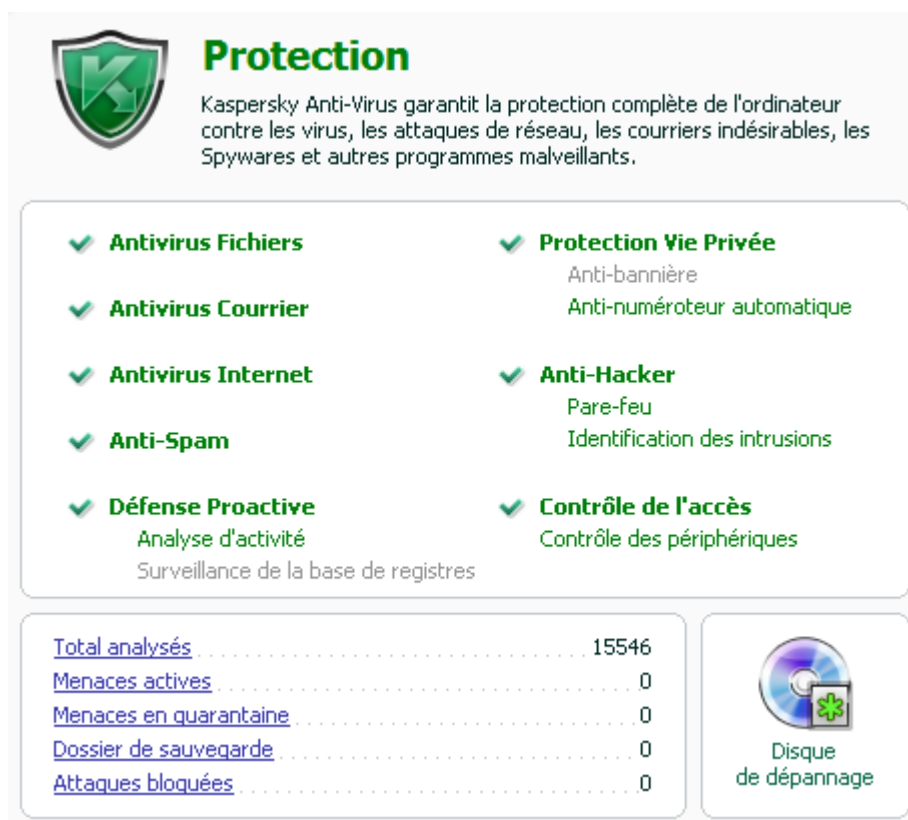 Protection
Kaspersky Anti-Virus garantit la protection complète de l'ordinateur
contre les virus, les attaques de réseau, les courriers indésirables, les
Spywares et autres programmes malveillants.
Antivirus Fichiers
Antivirus Courrier
Antivirus Internet
Anti-Spam
Défense Proactive
Analyse d'activité
Surveillance de la base de registres
Protection Vie Privée
Anti-bannière
Anti-numéroteur automatique
Anti-Hacker
Pare-feu
Identification des intrusions
Contrôle de l'accès
Contrôle des périphériques
Total analysés 15546
Menaces actives 0
Menaces en quarantaine 0
Dossier de sauvegarde 0
Attaques bloquées 0
Disque
de dépannage